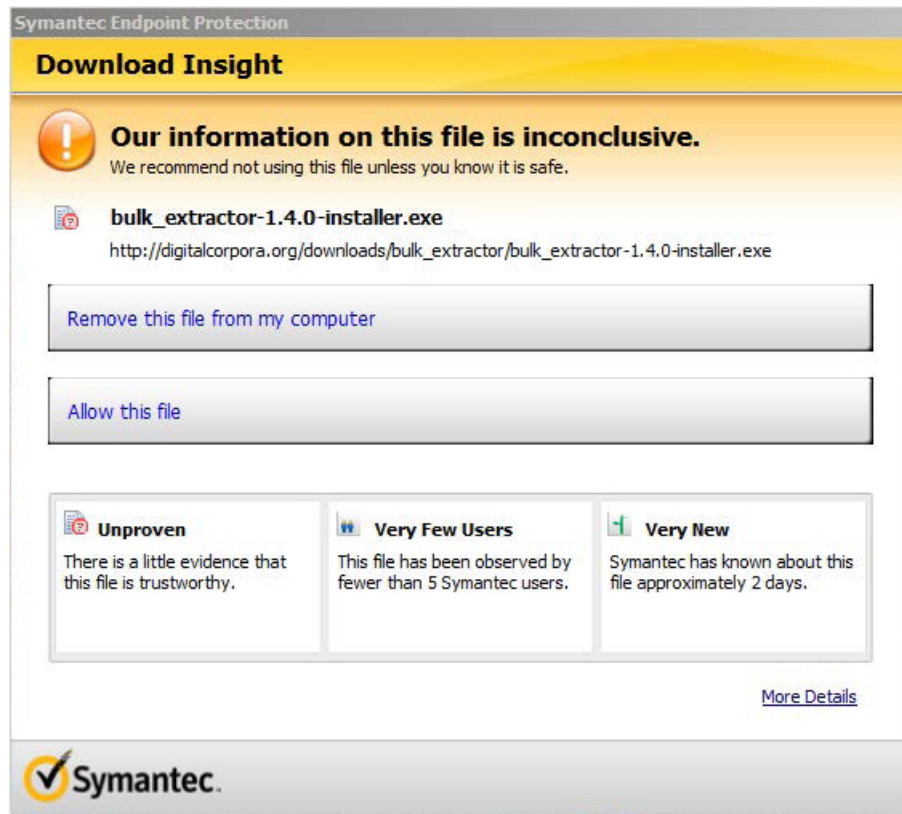 Symantec Endpoint Protection
Download Insight
Our information on this file is inconclusive.
We recommend not using this file unless you know it is safe.
bulk_extractor-1.4.0-installer.exe
http://digitalcorpora.org/downloads/bulk_extractor/bulk_extractor-1.4.0-installer.exe
Remove this file from my computer
Allow this file
Unproven
There is a little evidence that
this file is trustworthy.
Very Few Users
This file has been observed by
fewer than 5 Symantec users.
Very New
Symantec has known about this
file approximately 2 days.
More Details
Symantec.